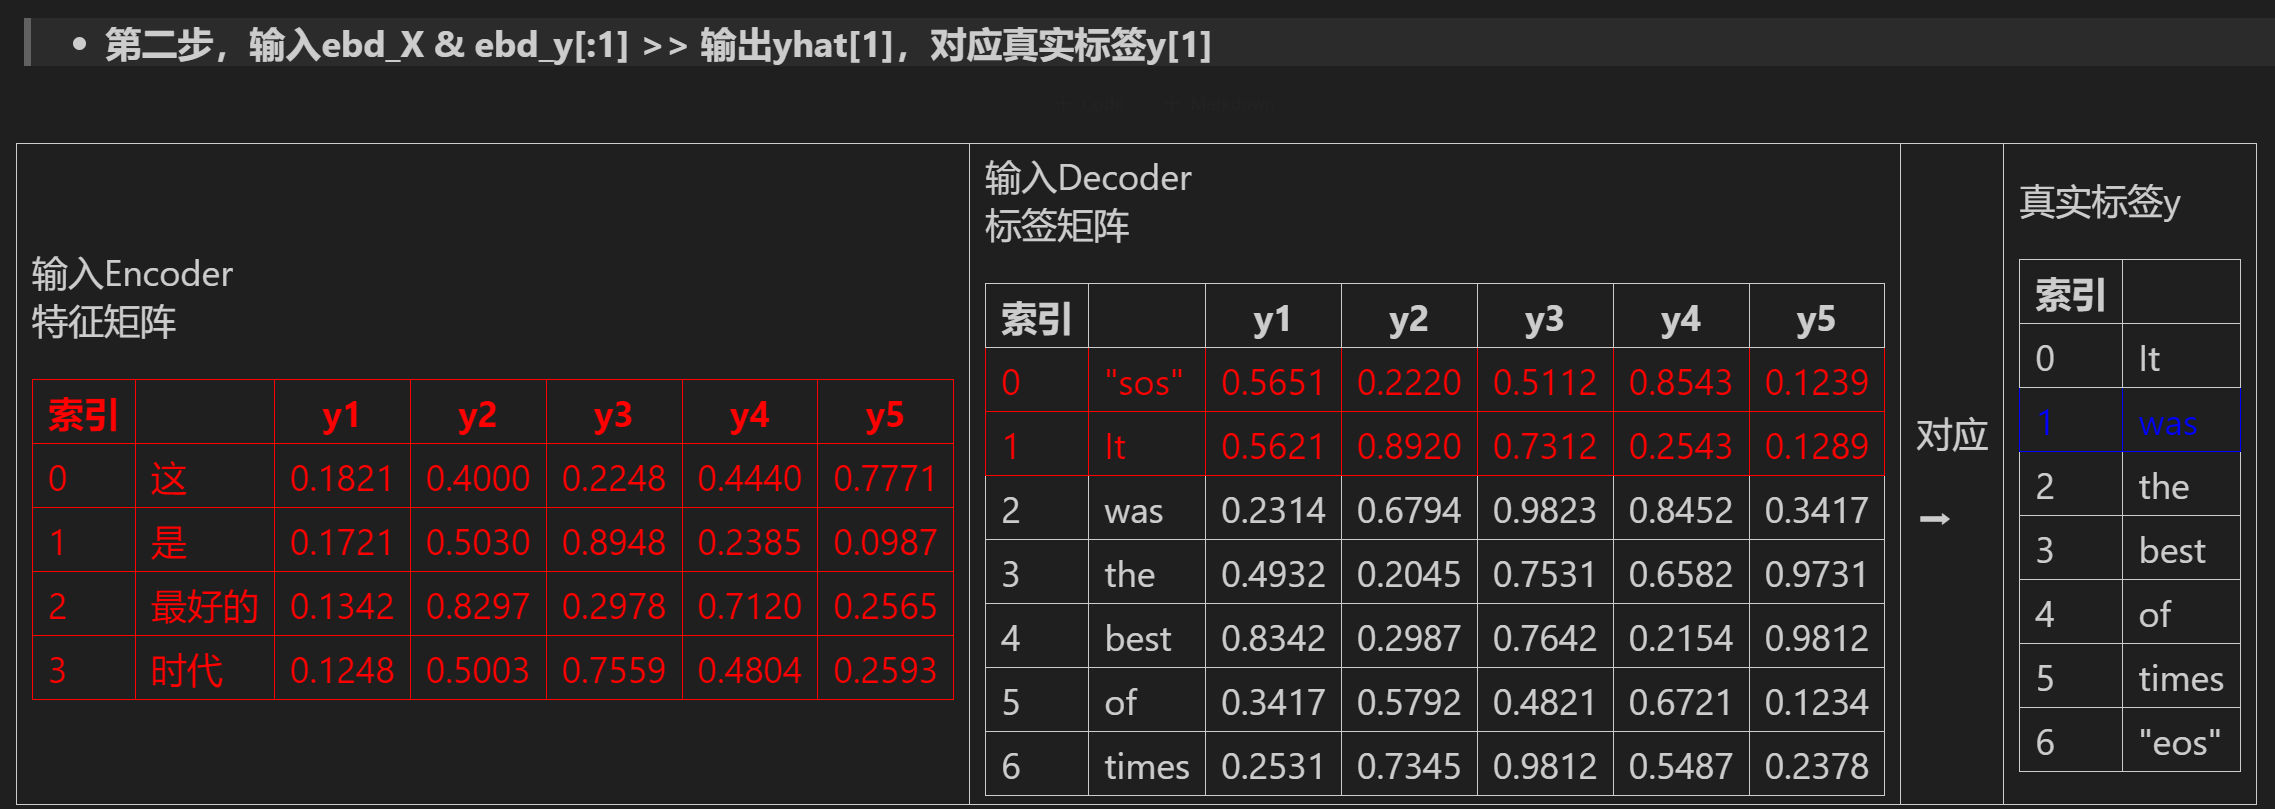 • 第二步，输入ebd_X & ebd_y[:1] >> 输出yhat[1]，对应真实标签y[1]
输入Encoder
特征矩阵
索引 y1 y2 y3 y4 y5
0 这 0.1821 0.4000 0.2248 0.4440 0.7771
1 是 0.1721 0.5030 0.8948 0.2385 0.0987
2 最好的 0.1342 0.8297 0.2978 0.7120 0.2565
3 时代 0.1248 0.5003 0.7559 0.4804 0.2593
输入Decoder
标签矩阵
索引 y1 y2 y3 y4 y5
0 "sos" 0.5651 0.2220 0.5112 0.8543 0.1239
1 It 0.5621 0.8920 0.7312 0.2543 0.1289
2 was 0.2314 0.6794 0.9823 0.8452 0.3417
3 the 0.4932 0.2045 0.7531 0.6582 0.9731
4 best 0.8342 0.2987 0.7642 0.2154 0.9812
5 of 0.3417 0.5792 0.4821 0.6721 0.1234
6 times 0.2531 0.7345 0.9812 0.5487 0.2378
对应
→
真实标签y
索引
0 It
1 was
2 the
3 best
4 of
5 times
6 "eos"